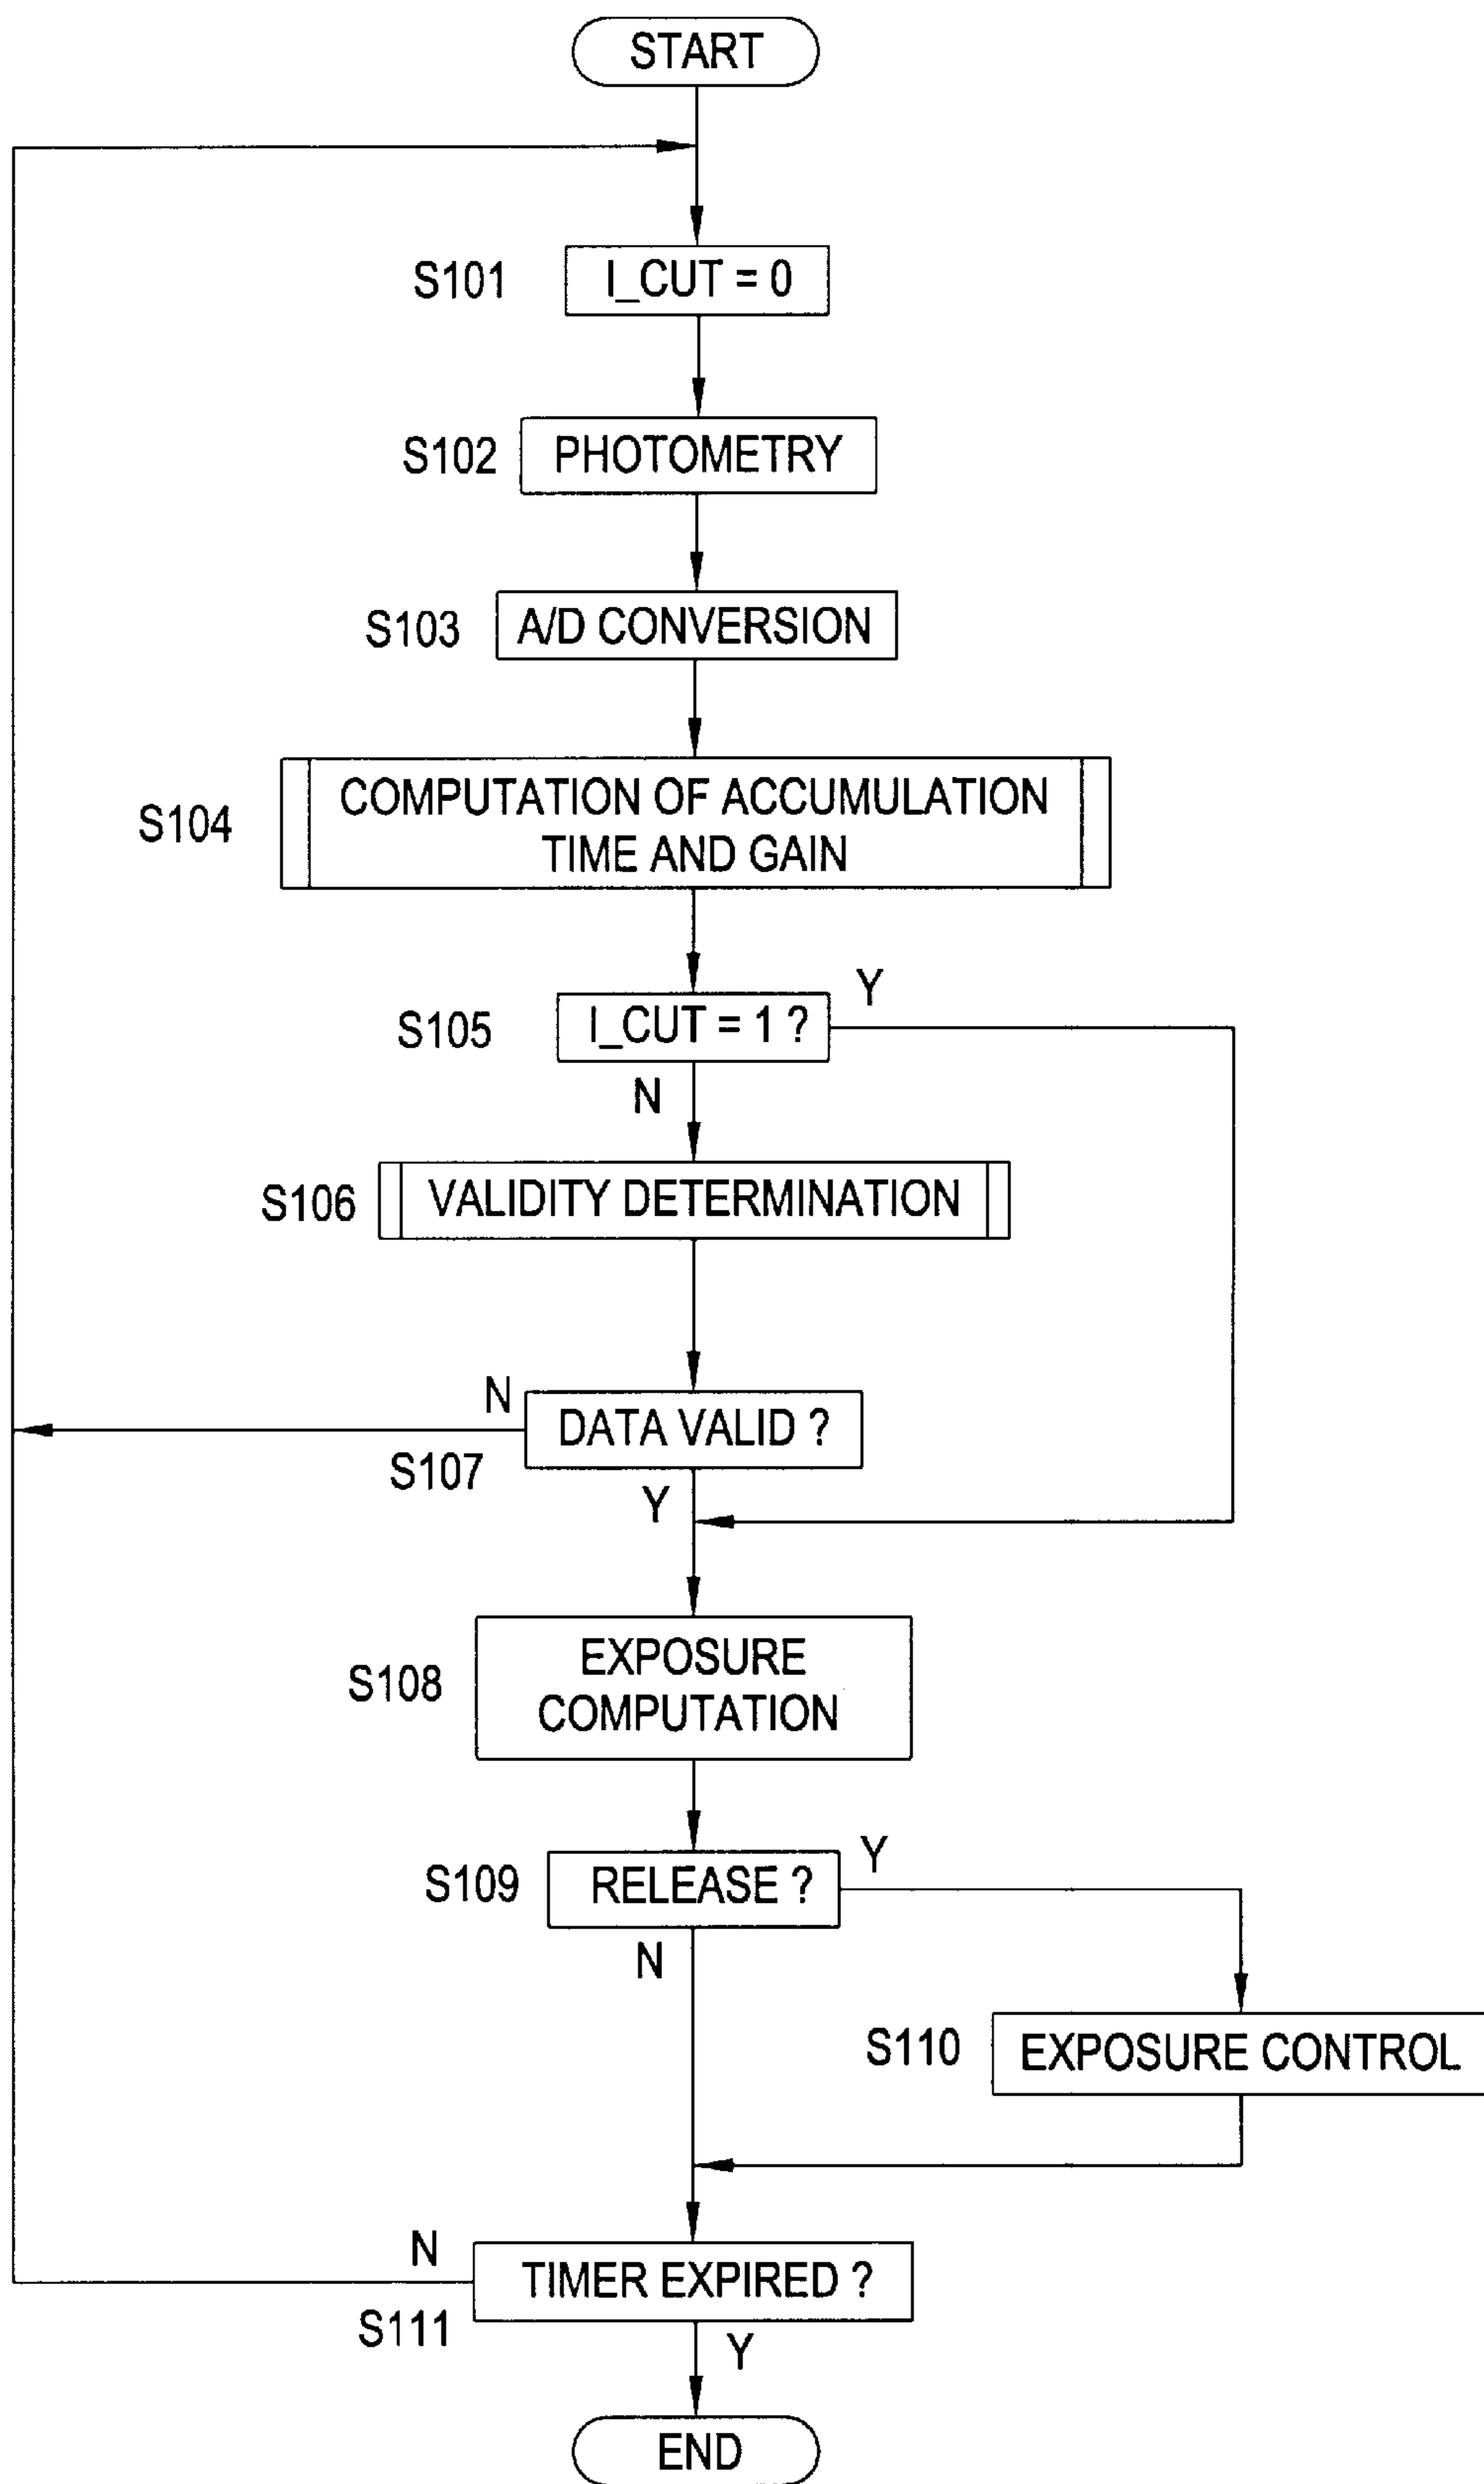 START
S101
I_CUT = 0
S102
PHOTOMETRY
S103
A/D CONVERSION
S104
COMPUTATION OF ACCUMULATION
TIME AND GAIN
S105
I_CUT = 1 ?
Y
N
S106
VALIDITY DETERMINATION
N
DATA VALID ?
S107
Y
S108
EXPOSURE
COMPUTATION
S109
RELEASE ?
Y
N
S110
EXPOSURE CONTROL
N
TIMER EXPIRED ?
S111
Y
END